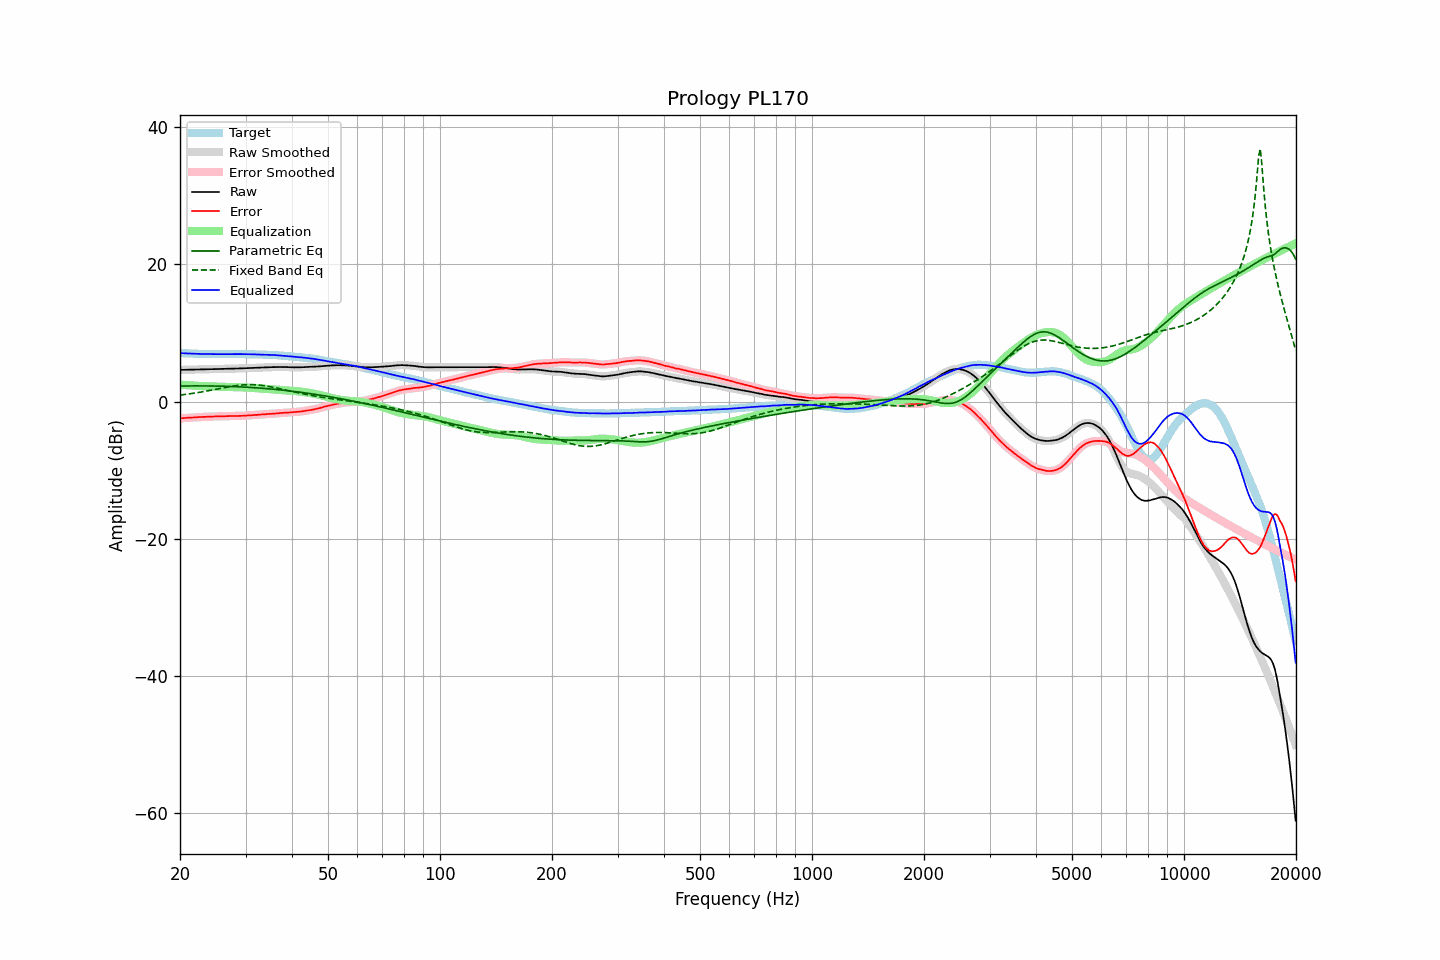 Prology PL170
Target
Raw Smoothed
Error Smoothed
Raw
Error
Equalization
Parametric Eq
Fixed Band Eq
Equalized
40
20
0
−20
−40
−60
Amplitude (dBr)
20
50
100
200
500
1000
2000
5000
10000
20000
Frequency (Hz)